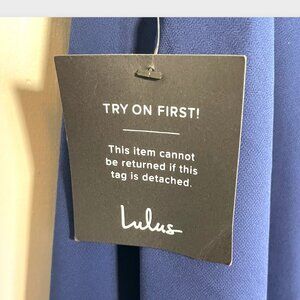 TRY ON FIRST!
This item cannot
be returned if this
tag is detached.
Lulus